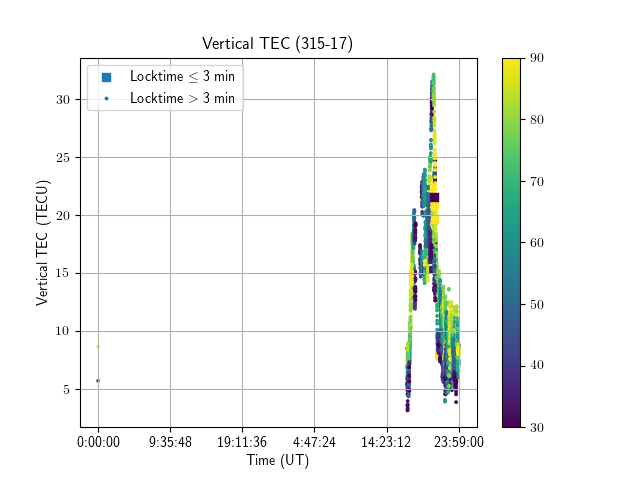 Vertical TEC (315-17)
Locktime ≤ 3 min
Locktime > 3 min
Vertical TEC (TECU)
30
25
20
15
10
5
0:00:00 9:35:48 19:11:36 4:47:24 14:23:12 23:59:00
Time (UT)
90
80
70
60
50
40
30